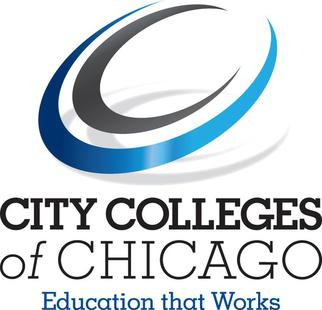 CITY COLLEGES
of CHICAGO
Education that Works